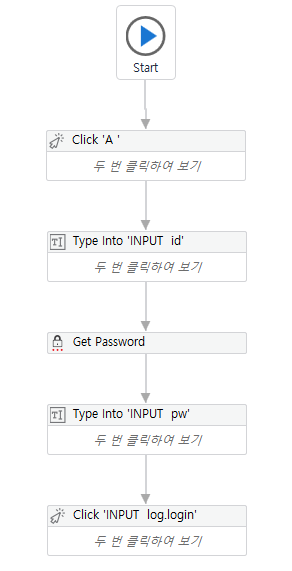 Start
Click 'A '
두 번 클릭하여 보기
Type Into 'INPUT  id'
두 번 클릭하여 보기
Get Password
Type Into 'INPUT  pw'
두 번 클릭하여 보기
Click 'INPUT  log.login'
두 번 클릭하여 보기